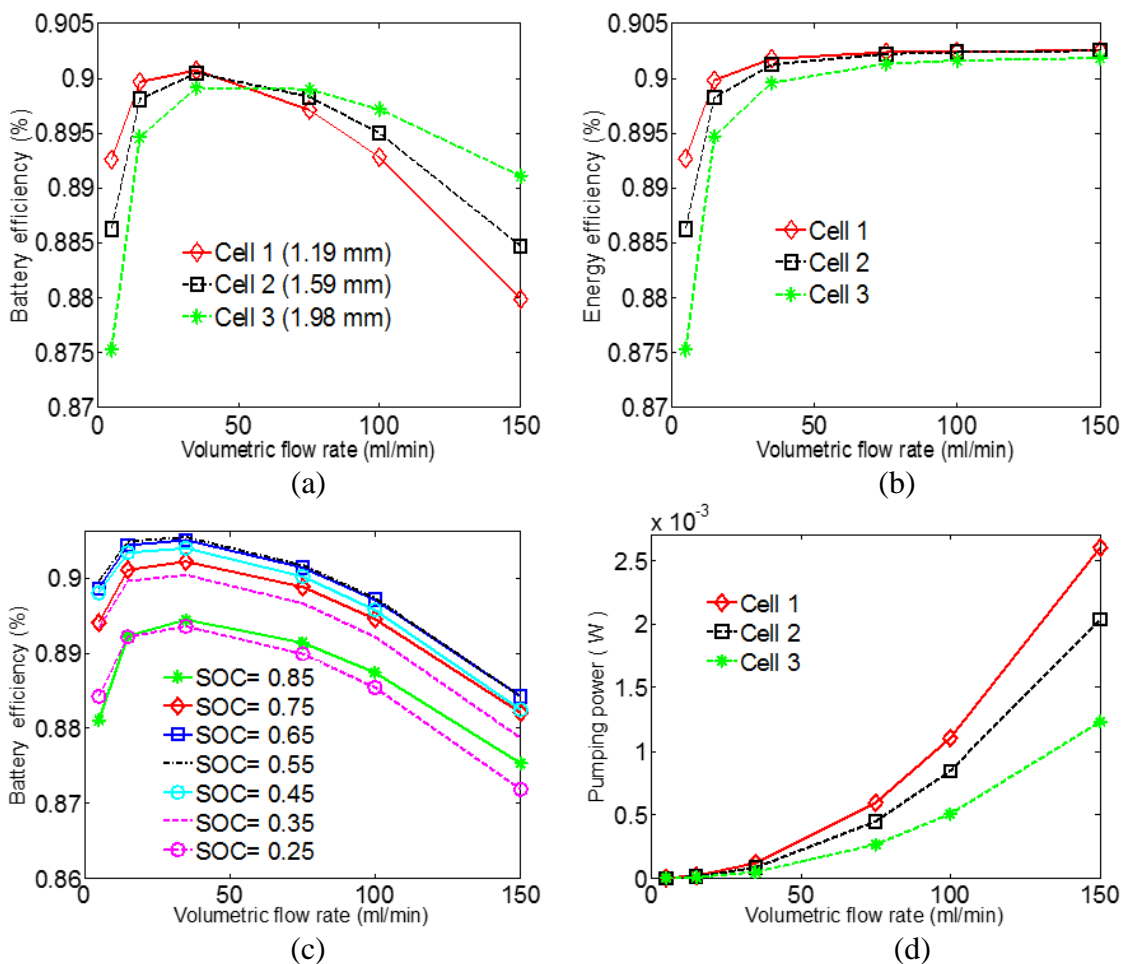 0.905
0.9
0.895
0.89
0.885
0.88
0.875
0.87
Battery efficiency (%)
Cell 1 (1.19 mm)
Cell 2 (1.59 mm)
Cell 3 (1.98 mm)
0 50 100 150
Volumetric flow rate (ml/min)
(a)
0.905
0.9
0.895
0.89
0.885
0.88
0.875
0.87
Energy efficiency (%)
Cell 1
Cell 2
Cell 3
0 50 100 150
Volumetric flow rate (ml/min)
(b)
0.9
0.89
0.88
0.87
0.86
Battery efficiency (%)
SOC= 0.85
SOC= 0.75
SOC= 0.65
SOC= 0.55
SOC= 0.45
SOC= 0.35
SOC= 0.25
0 50 100 150
Volumetric flow rate (ml/min)
(c)
x 10-3
2.5
2
1.5
1
0.5
0
Pumping power ( W )
Cell 1
Cell 2
Cell 3
50 100 150
Volumetric flow rate (ml/min)
(d)